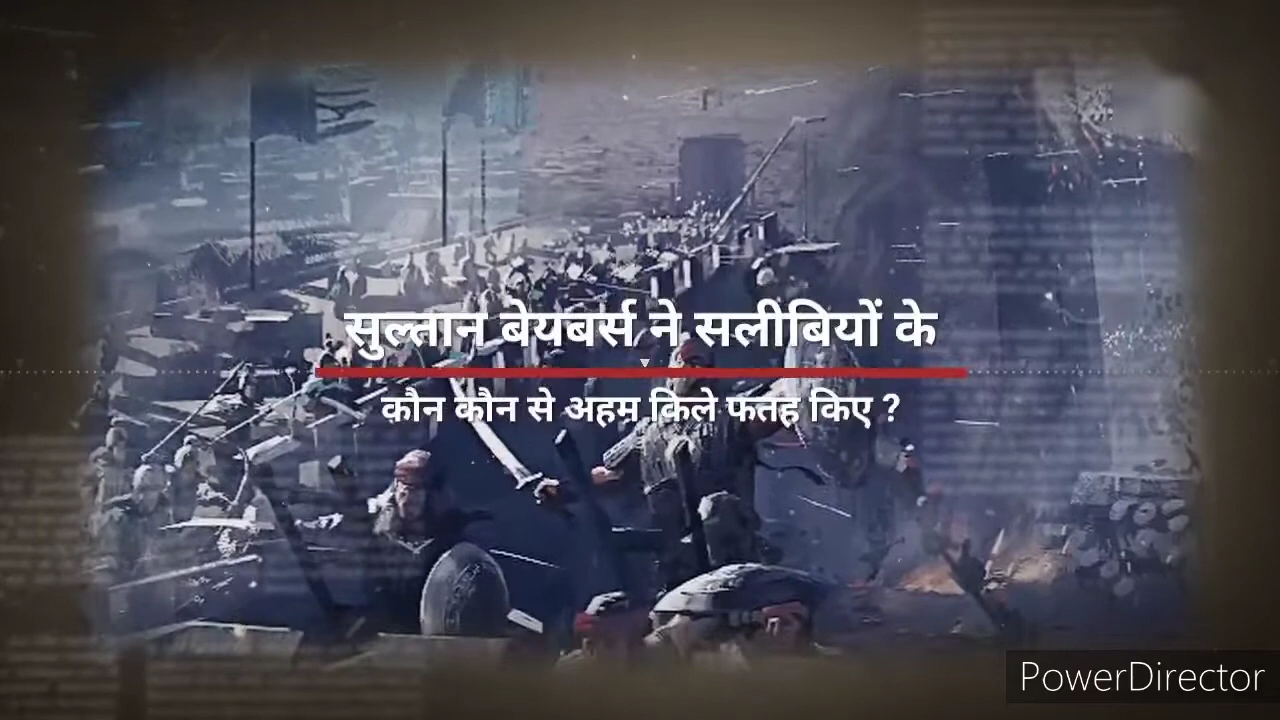 सुल्तान बेयबर्स ने सलीबियों के
कौन कौन से अहम किले फतह किए ?
PowerDirector